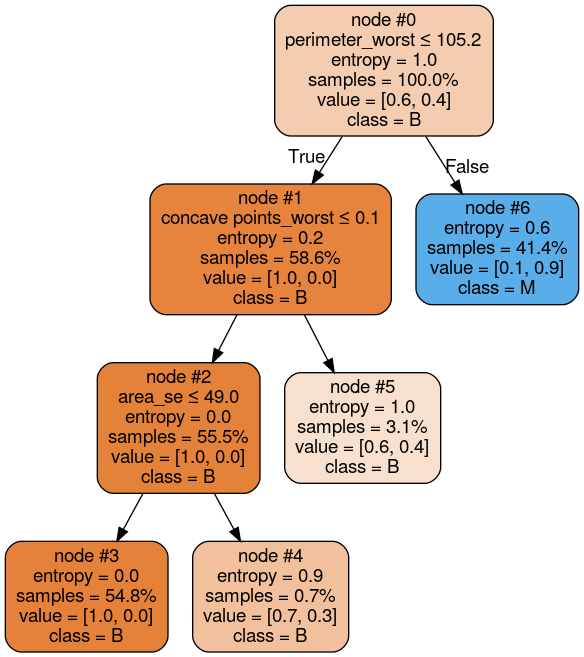 node #0
perimeter_worst ≤ 105.2
entropy = 1.0
samples = 100.0%
value = [0.6, 0.4]
class = B
True
False
node #1
concave points_worst ≤ 0.1
entropy = 0.2
samples = 58.6%
value = [1.0, 0.0]
class = B
node #6
entropy = 0.6
samples = 41.4%
value = [0.1, 0.9]
class = M
node #2
area_se ≤ 49.0
entropy = 0.0
samples = 55.5%
value = [1.0, 0.0]
class = B
node #5
entropy = 1.0
samples = 3.1%
value = [0.6, 0.4]
class = B
node #3
entropy = 0.0
samples = 54.8%
value = [1.0, 0.0]
class = B
node #4
entropy = 0.9
samples = 0.7%
value = [0.7, 0.3]
class = B